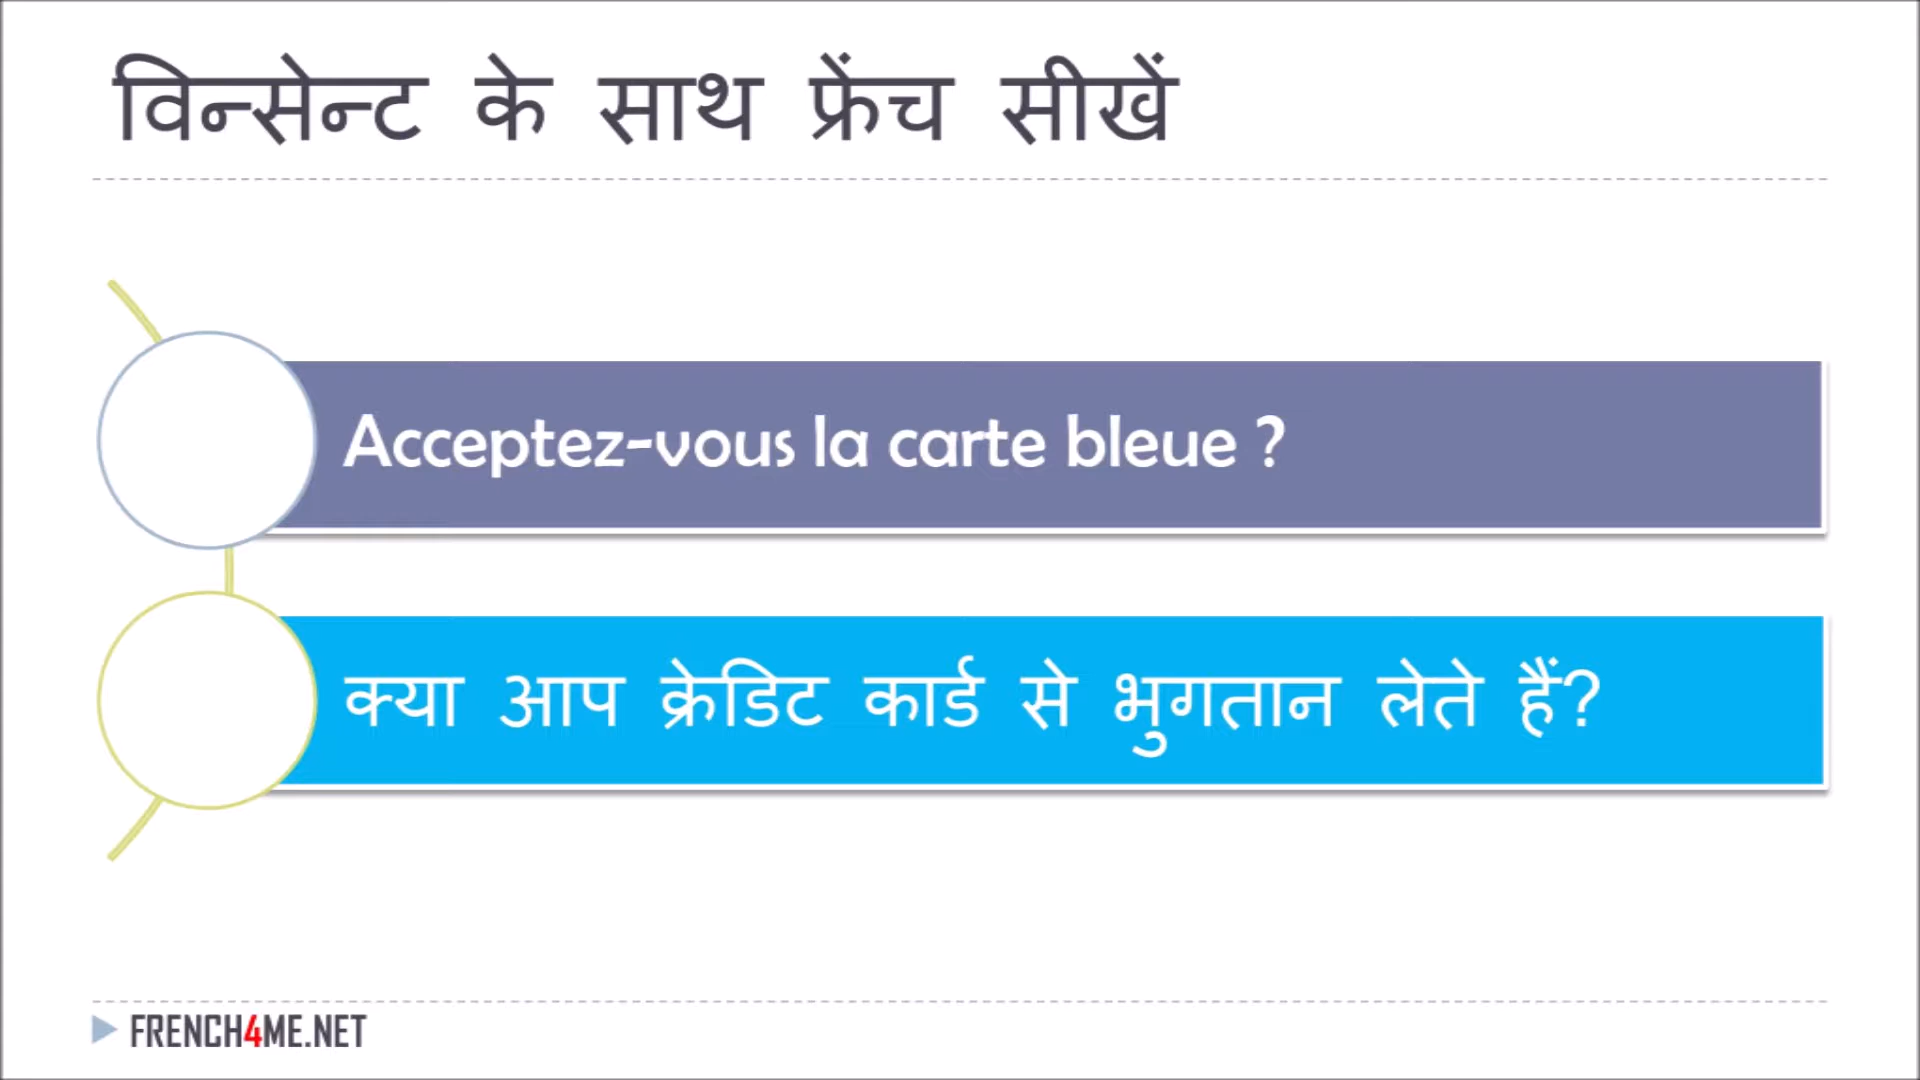 विन्सेन्ट के साथ फ्रेंच सीखें
Acceptez-vous la carte bleue ?
क्या आप क्रेडिट कार्ड से भुगतान लेते हैं?
FRENCH4ME.NET